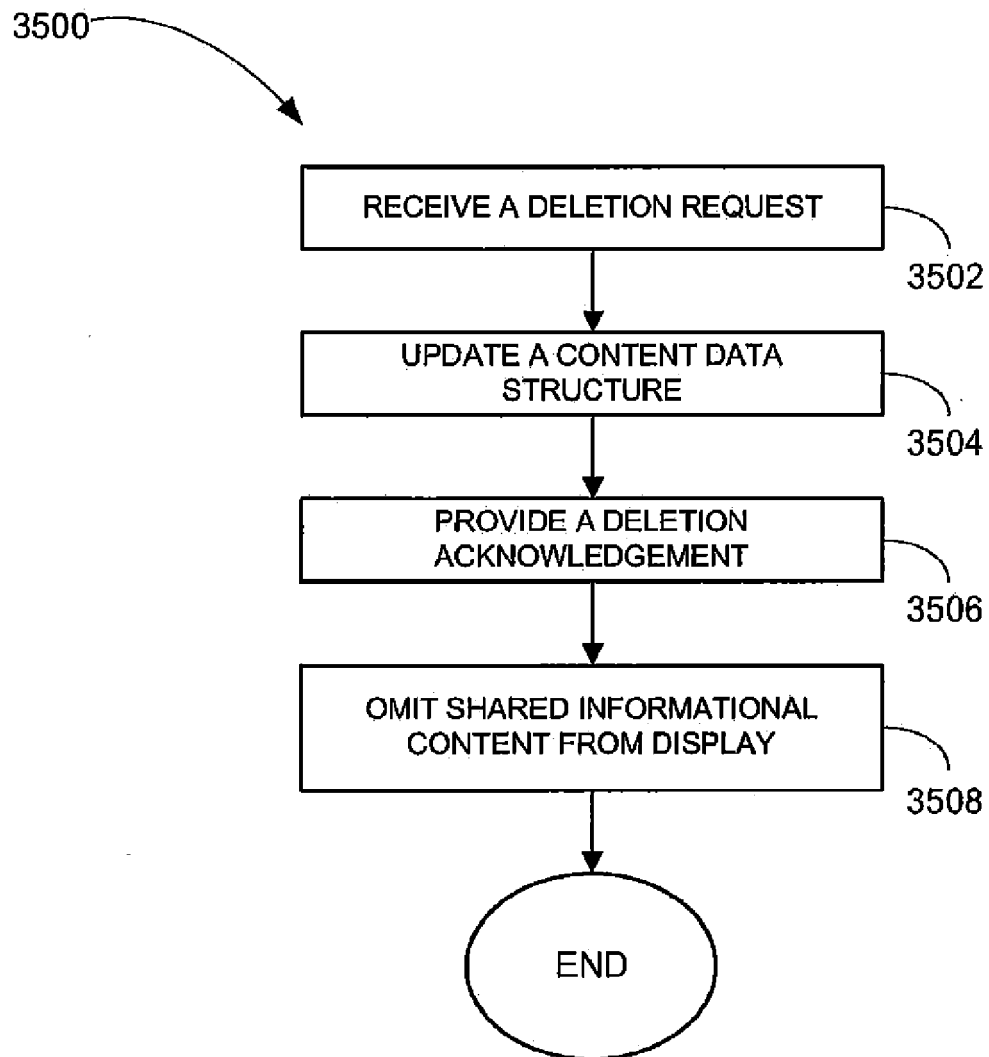 3500
RECEIVE A DELETION REQUEST
3502
UPDATE A CONTENT DATA
STRUCTURE
3504
PROVIDE A DELETION
ACKNOWLEDGEMENT
3506
OMIT SHARED INFORMATIONAL
CONTENT FROM DISPLAY
3508
END